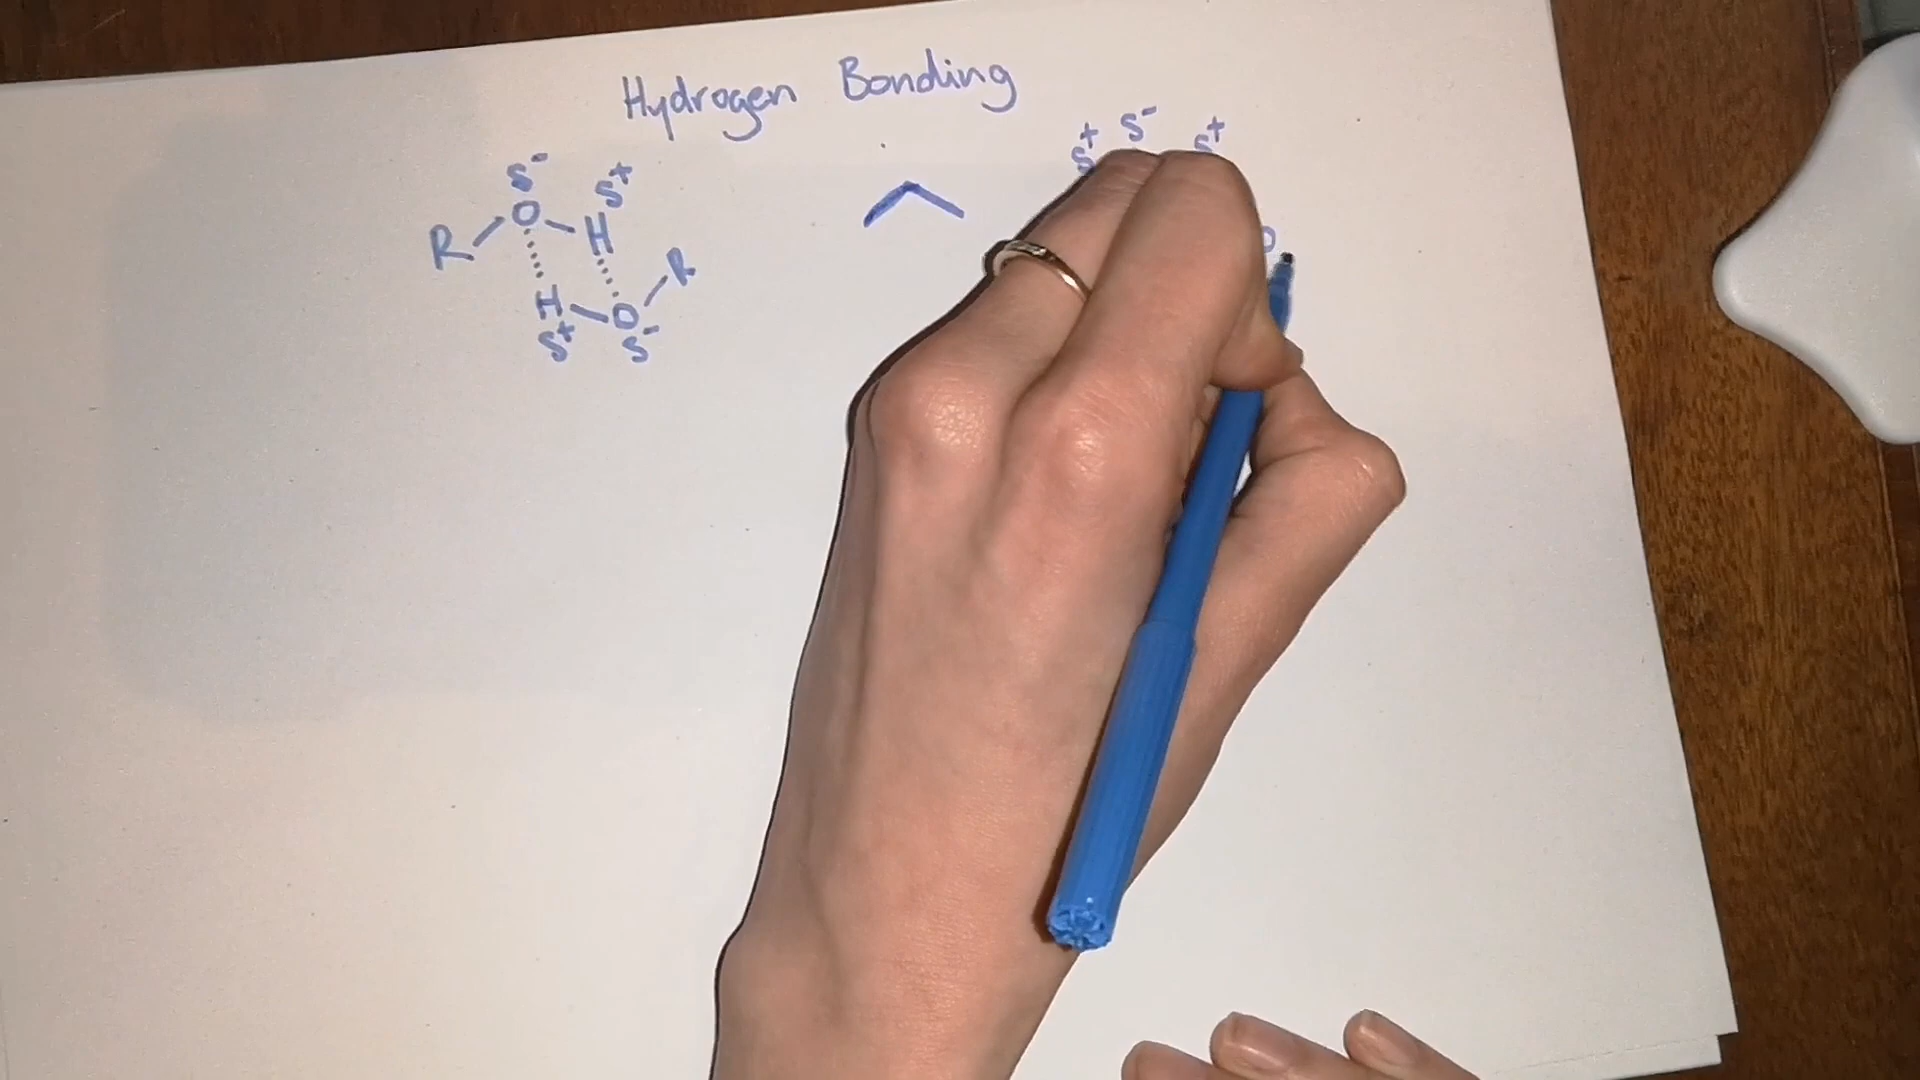 Hydrogen Bonding
δ⁻ δ⁺
R O H
H O R
δ⁺ δ⁻
δ⁺ δ⁻ δ⁺